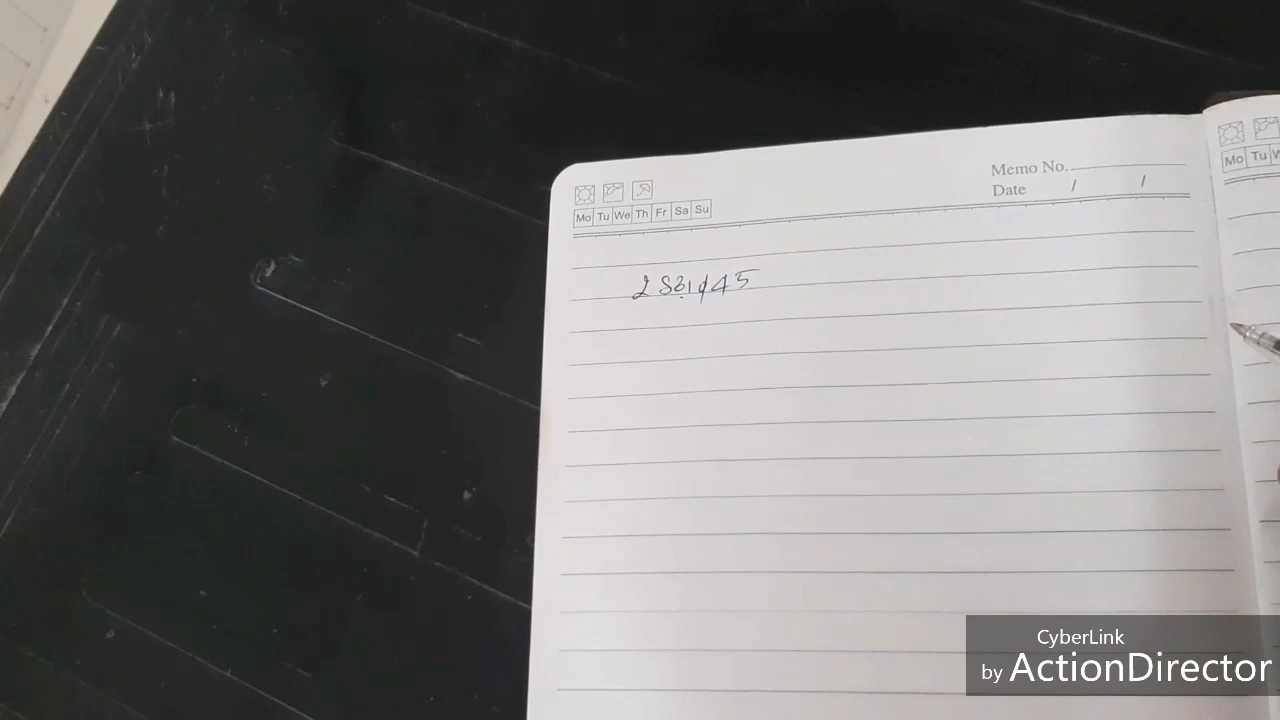 Memo No.
Date / /
Mo Tu We Th Fr Sa Su
Mo Tu
CyberLink
by ActionDirector